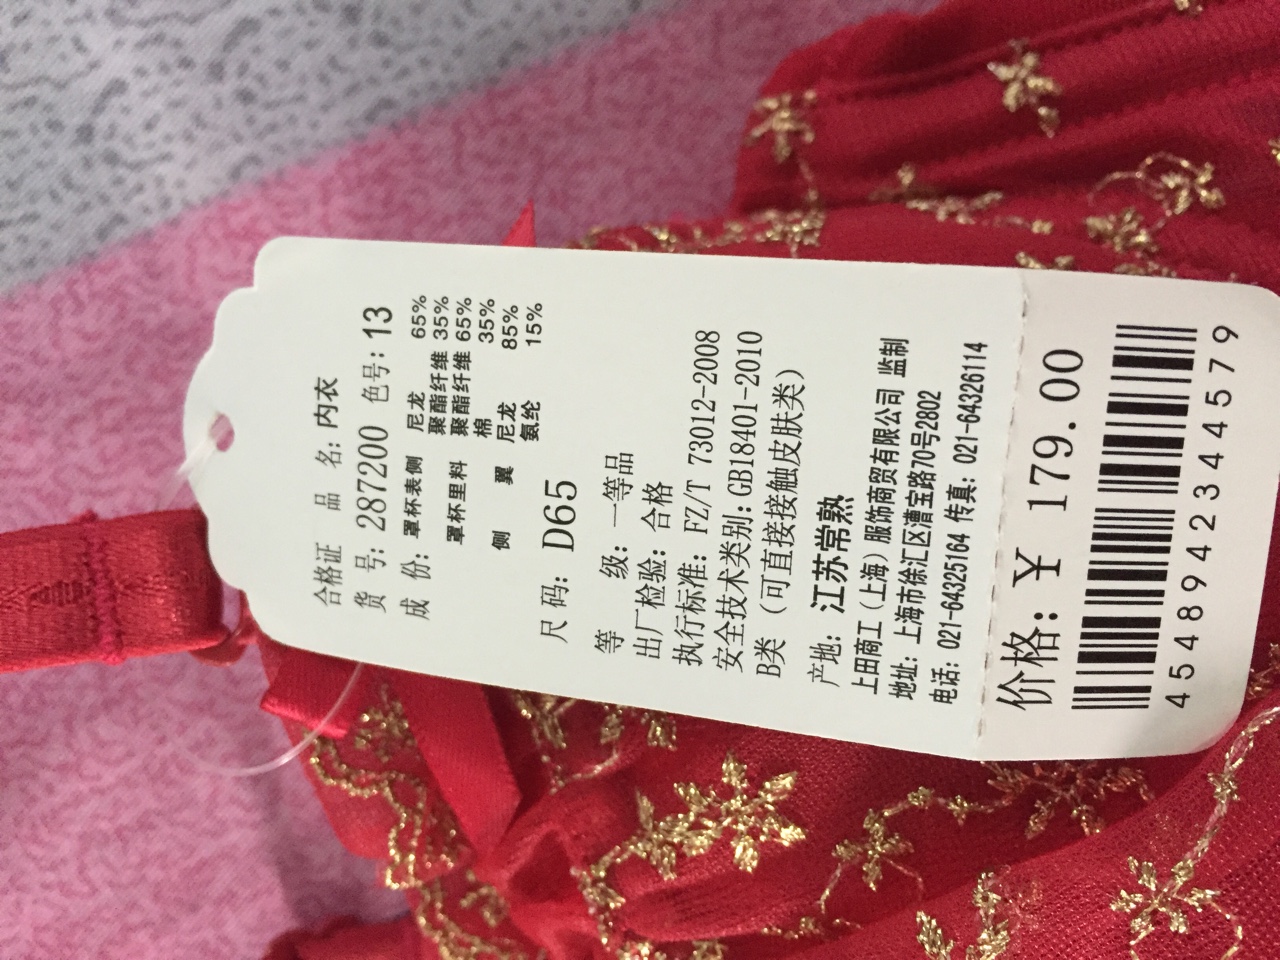 合格证 品 名：内衣
货 号：287200 色号：13
成 份：罩杯表侧 尼龙 65%
聚酯纤维 35%
罩杯里料 聚酯纤维 65%
棉 35%
侧 翼 尼龙 85%
氨纶 15%
尺 码：D65
等 级：一等品
出厂检验：合格
执行标准：FZ/T 73012-2008
安全技术类别：GB18401-2010
B类（可直接接触皮肤类）
产地：江苏常熟
上田商工（上海）服饰商贸有限公司 监制
地址：上海市徐汇区漕宝路70号2802
电话：021-64325164 传真：021-64326114
价格：￥ 179.00
4548942344579